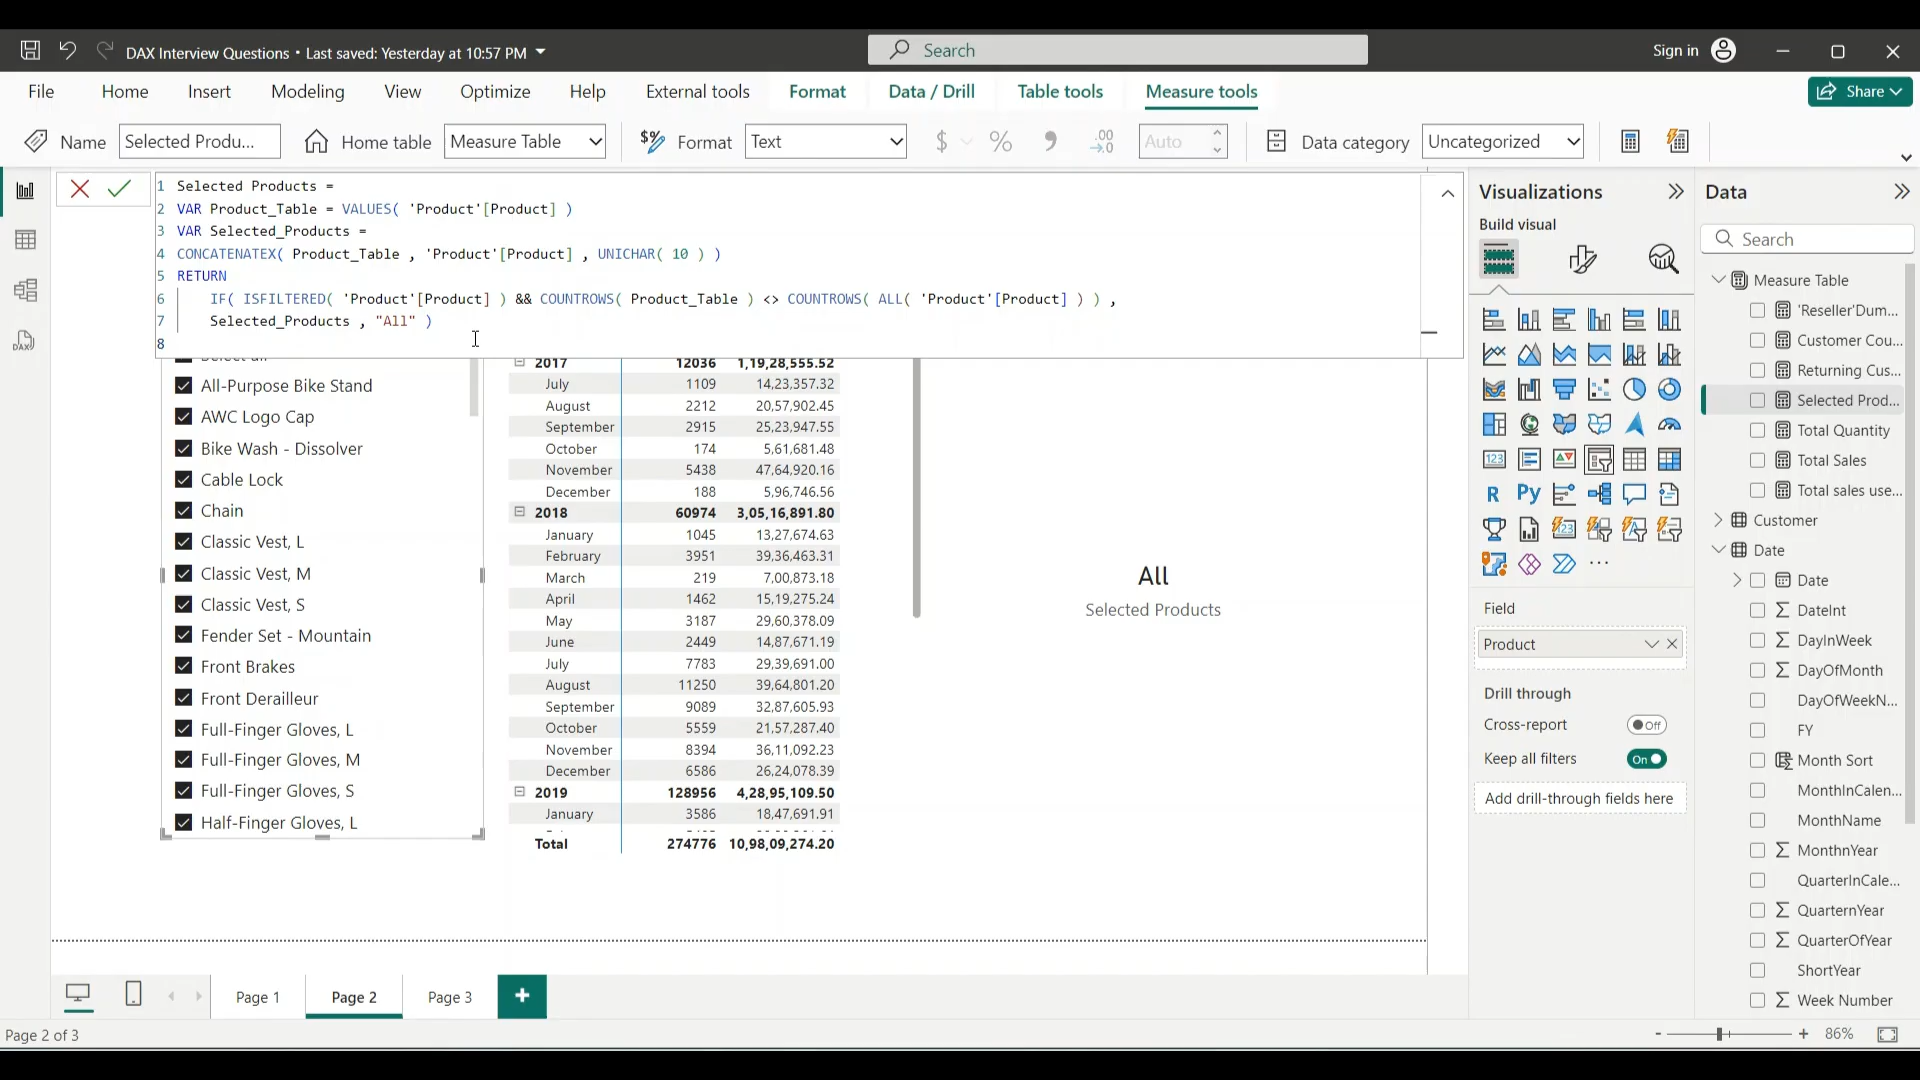 DAX Interview Questions • Last saved: Yesterday at 10:57 PM
Search
Sign in
File Home Insert Modeling View Optimize Help External tools Format Data / Drill Table tools Measure tools
Share
Name Selected Produ... Home table Measure Table Format Text $ % Auto Data category Uncategorized
1 Selected Products =
2 VAR Product_Table = VALUES( 'Product'[Product] )
3 VAR Selected_Products =
4 CONCATENATEX( Product_Table , 'Product'[Product] , UNICHAR( 10 ) )
5 RETURN
6 IF( ISFILTERED( 'Product'[Product] ) && COUNTROWS( Product_Table ) <> COUNTROWS( ALL( 'Product'[Product] ) ) ,
7 Selected_Products , "All" )
8
Select all
All-Purpose Bike Stand
AWC Logo Cap
Bike Wash - Dissolver
Cable Lock
Chain
Classic Vest, L
Classic Vest, M
Classic Vest, S
Fender Set - Mountain
Front Brakes
Front Derailleur
Full-Finger Gloves, L
Full-Finger Gloves, M
Full-Finger Gloves, S
Half-Finger Gloves, L
2017 12036 1,19,28,555.52
July 1109 14,23,357.32
August 2212 20,57,902.45
September 2915 25,23,947.55
October 174 5,61,681.48
November 5438 47,64,920.16
December 188 5,96,746.56
2018 60974 3,05,16,891.80
January 1045 13,27,674.63
February 3951 39,36,463.31
March 219 7,00,873.18
April 1462 15,19,275.24
May 3187 29,60,378.09
June 2449 14,87,671.19
July 7783 29,39,691.00
August 11250 39,64,801.20
September 9089 32,87,605.93
October 5559 21,57,287.40
November 8394 36,11,092.23
December 6586 26,24,078.39
2019 128956 4,28,95,109.50
January 3586 18,47,691.91
Total 274776 10,98,09,274.20
All
Selected Products
Visualizations
Build visual
123
R Py
Field
Product
Drill through
Cross-report Off
Keep all filters On
Add drill-through fields here
Data
Search
Measure Table
'Reseller'Dum...
Customer Cou...
Returning Cus...
Selected Prod...
Total Quantity
Total Sales
Total sales use...
Customer
Date
Date
DateInt
DayInWeek
DayOfMonth
DayOfWeekN...
FY
Month Sort
MonthInCalen...
MonthName
MonthnYear
QuarterInCale...
QuarternYear
QuarterOfYear
ShortYear
Week Number
Page 1 Page 2 Page 3 +
Page 2 of 3
- + 86%